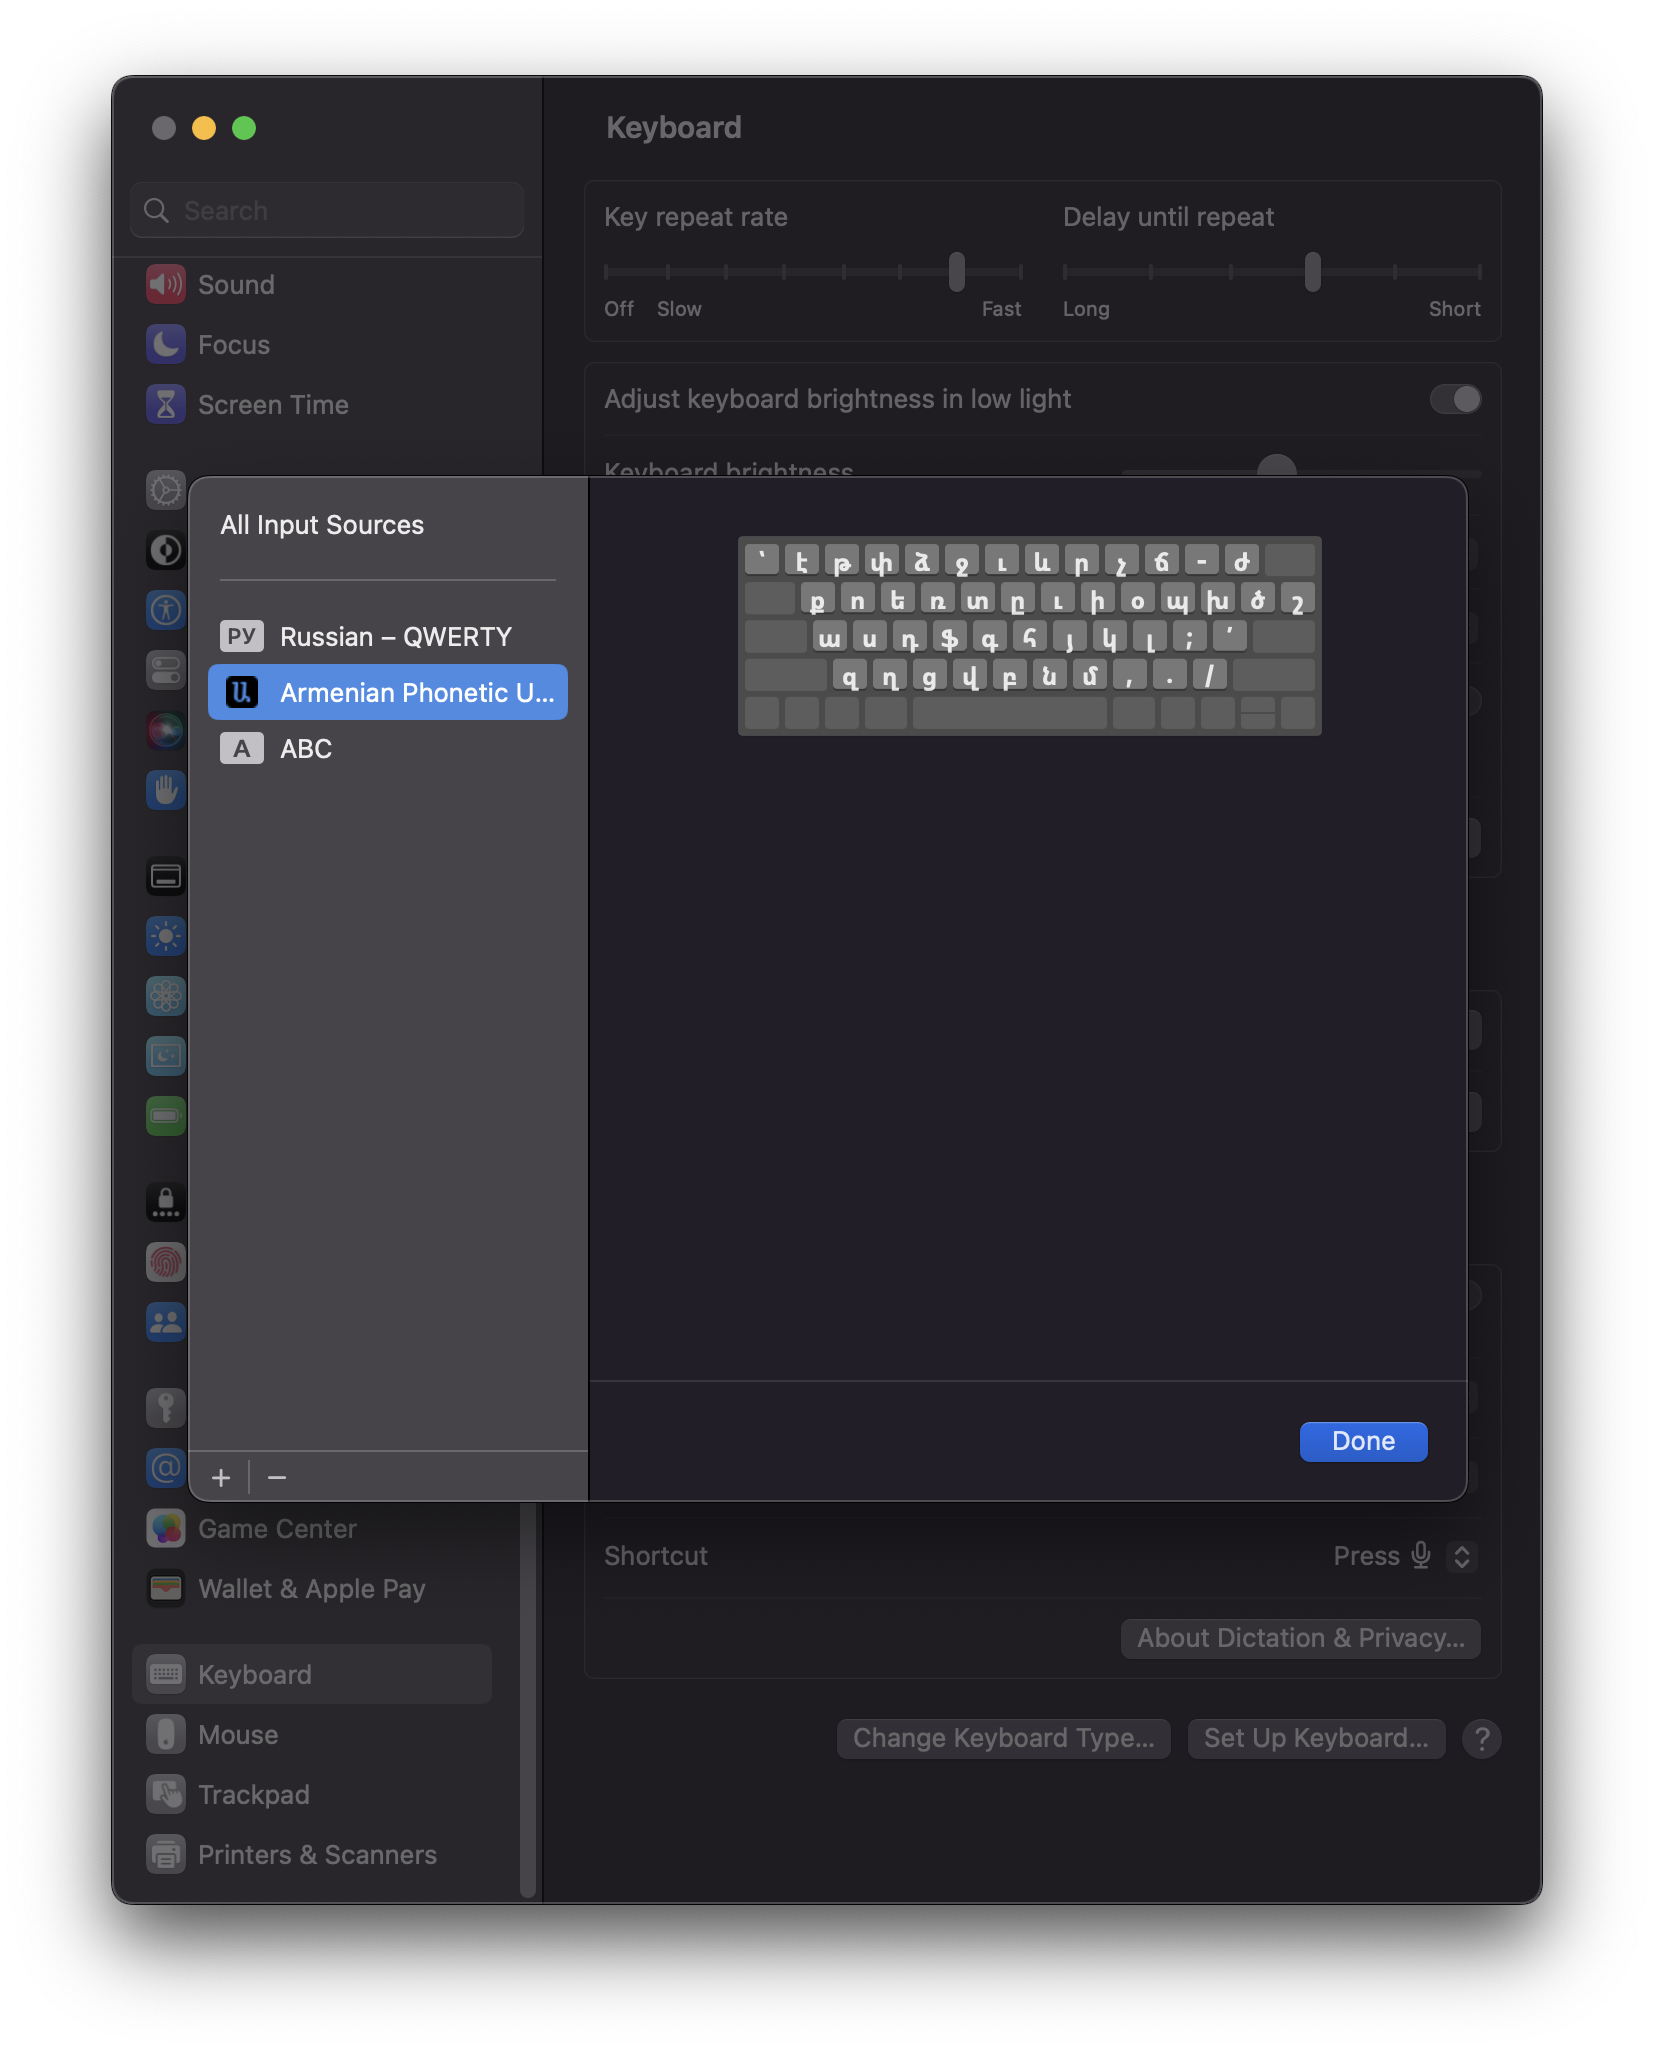 Keyboard
Search
Key repeat rate
Delay until repeat
Off Slow Fast
Long Short
Sound
Focus
Screen Time
Adjust keyboard brightness in low light
Keyboard brightness
All Input Sources
РУ Russian – QWERTY
Ա Armenian Phonetic U...
A ABC
՝ է թ փ ձ ջ ւ և ր չ ճ - ժ
ք ո ե ռ տ ը ւ ի օ պ խ ծ շ
ա ս դ ֆ գ հ յ կ լ ; ՛
զ ղ ց վ բ ն մ , . /
Done
+ −
Game Center
Wallet & Apple Pay
Shortcut
Press
About Dictation & Privacy...
Keyboard
Mouse
Trackpad
Printers & Scanners
Change Keyboard Type...
Set Up Keyboard...
?